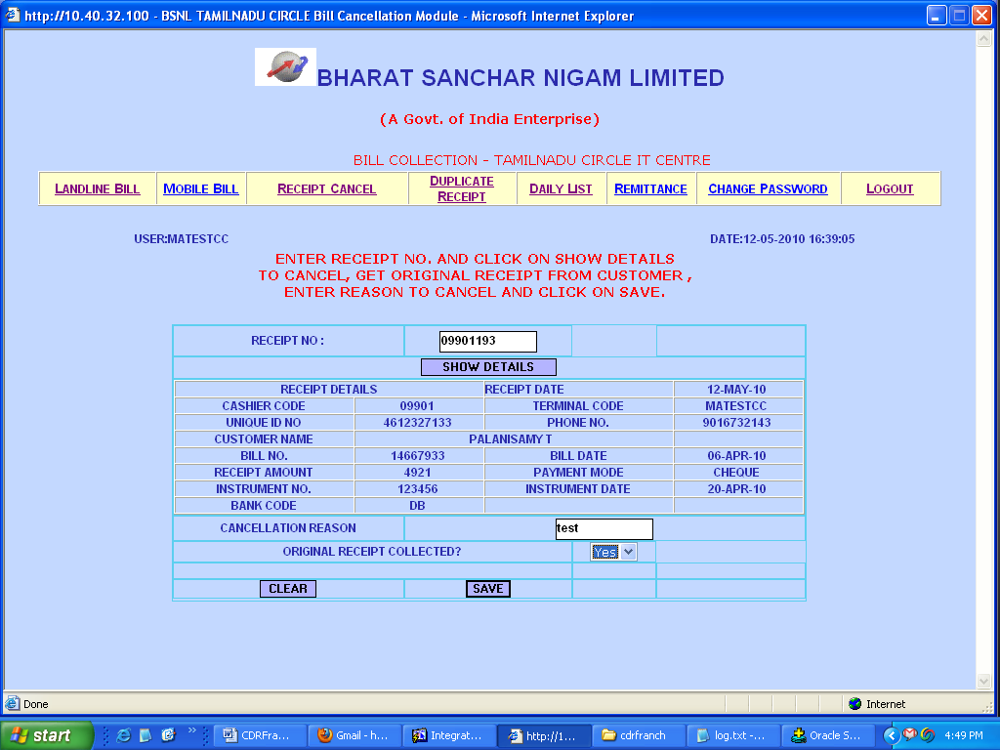 http://10.40.32.100 - BSNL TAMILNADU CIRCLE Bill Cancellation Module - Microsoft Internet Explorer
BHARAT SANCHAR NIGAM LIMITED
(A Govt. of India Enterprise)
BILL COLLECTION - TAMILNADU CIRCLE IT CENTRE
LANDLINE BILL MOBILE BILL RECEIPT CANCEL DUPLICATE RECEIPT DAILY LIST REMITTANCE CHANGE PASSWORD LOGOUT
USER:MATESTCC DATE:12-05-2010 16:39:05
ENTER RECEIPT NO. AND CLICK ON SHOW DETAILS
TO CANCEL, GET ORIGINAL RECEIPT FROM CUSTOMER ,
ENTER REASON TO CANCEL AND CLICK ON SAVE.
RECEIPT NO : 09901193
SHOW DETAILS
RECEIPT DETAILS RECEIPT DATE 12-MAY-10
CASHIER CODE 09901 TERMINAL CODE MATESTCC
UNIQUE ID NO 4612327133 PHONE NO. 9016732143
CUSTOMER NAME PALANISAMY T
BILL NO. 14667933 BILL DATE 06-APR-10
RECEIPT AMOUNT 4921 PAYMENT MODE CHEQUE
INSTRUMENT NO. 123456 INSTRUMENT DATE 20-APR-10
BANK CODE DB
CANCELLATION REASON test
ORIGINAL RECEIPT COLLECTED? Yes
CLEAR SAVE
Done Internet
start CDRFra... Gmail - h... Integrat... http://1... cdrfranch log.txt -... Oracle S... 4:49 PM